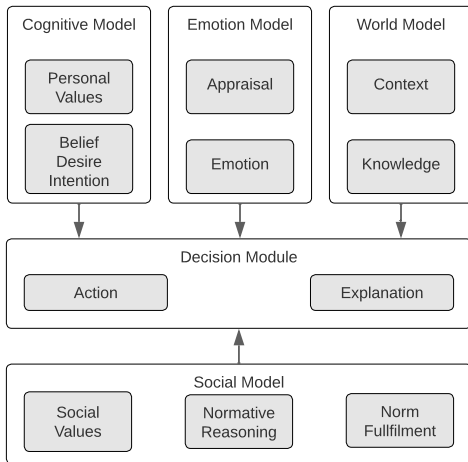 Cognitive Model
Emotion Model
World Model
Personal
Values
Appraisal
Context
Belief
Desire
Intention
Emotion
Knowledge
Decision Module
Action
Explanation
Social Model
Social
Values
Normative
Reasoning
Norm
Fullfilment